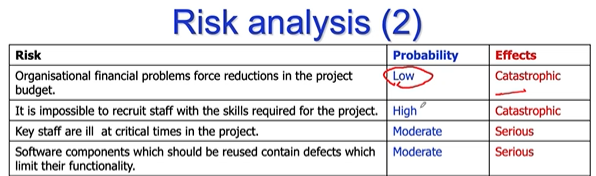 Risk analysis (2)
Risk Probability Effects
Organisational financial problems force reductions in the project Low Catastrophic
budget.
It is impossible to recruit staff with the skills required for the project. High Catastrophic
Key staff are ill at critical times in the project. Moderate Serious
Software components which should be reused contain defects which Moderate Serious
limit their functionality.